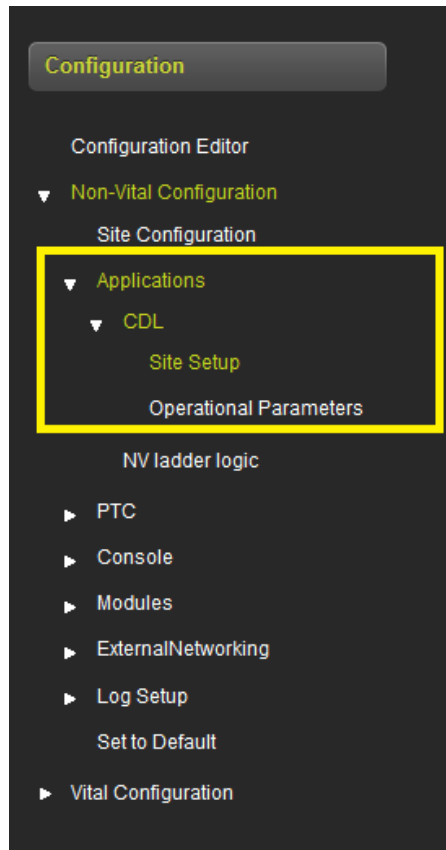 Configuration
Configuration Editor
Non-Vital Configuration
Site Configuration
Applications
CDL
Site Setup
Operational Parameters
NV ladder logic
PTC
Console
Modules
ExternalNetworking
Log Setup
Set to Default
Vital Configuration